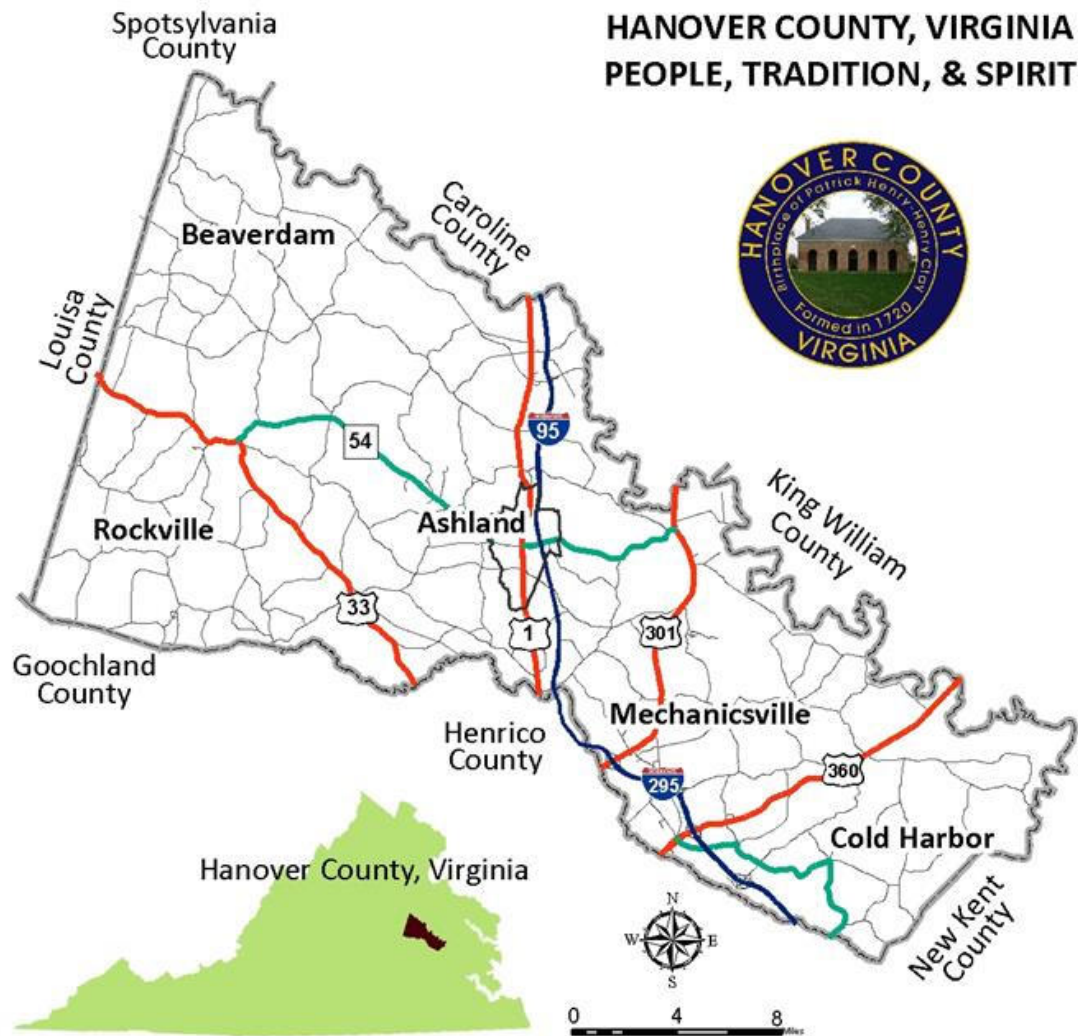 HANOVER COUNTY, VIRGINIA
PEOPLE, TRADITION, & SPIRIT
Spotsylvania
County
HANOVER COUNTY
Birthplace of Patrick Henry-Henry Clay
Formed in 1720
VIRGINIA
Caroline
County
Beaverdam
Louisa
County
95
54
King William
County
Rockville
Ashland
33
1
301
Goochland
County
Henrico
County
Mechanicsville
360
295
Cold Harbor
New Kent
County
Hanover County, Virginia
N
W
E
S
0
4
8
Miles